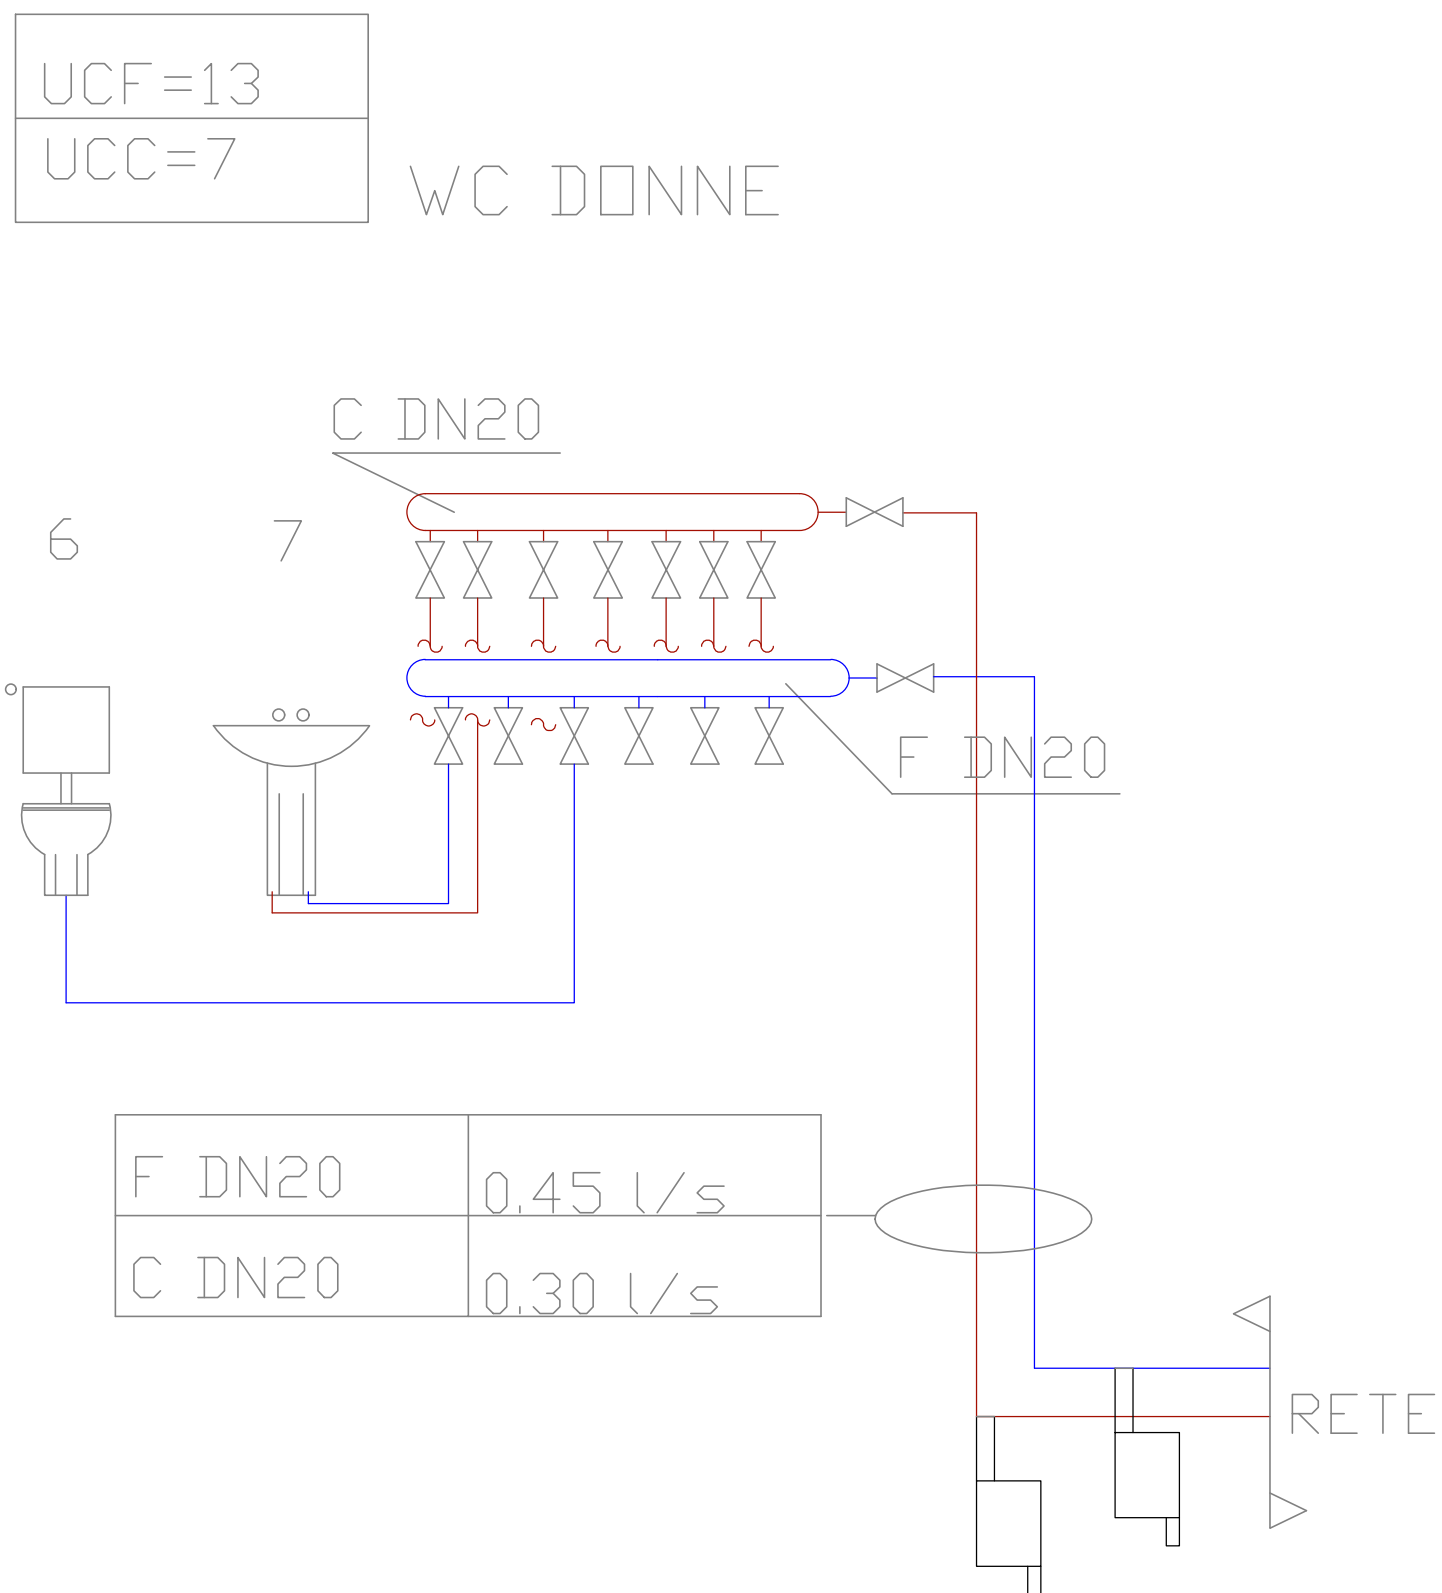 UCF=13
UCC=7
WC DONNE
C DN20
6
7
F DN20
F DN20 0.45 l/s
C DN20 0.30 l/s
RETE